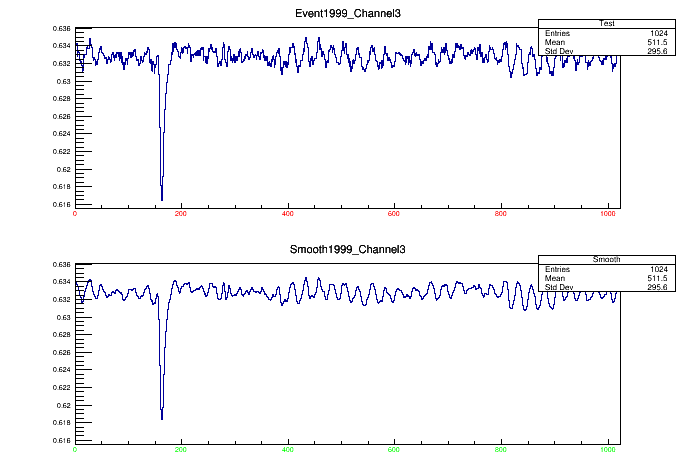 Event1999_Channel3
Test
Entries 1024
Mean 511.5
Std Dev 295.6
0.636
0.634
0.632
0.63
0.628
0.626
0.624
0.622
0.62
0.618
0.616
0 200 400 600 800 1000
Smooth1999_Channel3
Smooth
Entries 1024
Mean 511.5
Std Dev 295.6
0.636
0.634
0.632
0.63
0.628
0.626
0.624
0.622
0.62
0.618
0.616
0 200 400 600 800 1000